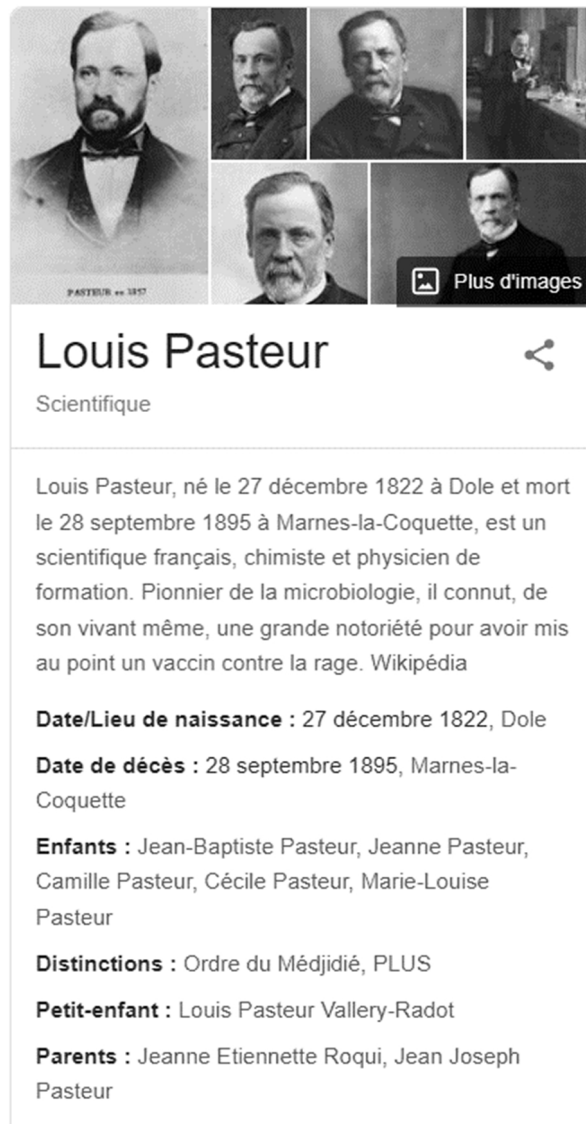 PASTEUR en 1857
Plus d'images
Louis Pasteur
Scientifique
Louis Pasteur, né le 27 décembre 1822 à Dole et mort
le 28 septembre 1895 à Marnes-la-Coquette, est un
scientifique français, chimiste et physicien de
formation. Pionnier de la microbiologie, il connut, de
son vivant même, une grande notoriété pour avoir mis
au point un vaccin contre la rage. Wikipédia
Date/Lieu de naissance : 27 décembre 1822, Dole
Date de décès : 28 septembre 1895, Marnes-la-
Coquette
Enfants : Jean-Baptiste Pasteur, Jeanne Pasteur,
Camille Pasteur, Cécile Pasteur, Marie-Louise
Pasteur
Distinctions : Ordre du Médjidié, PLUS
Petit-enfant : Louis Pasteur Vallery-Radot
Parents : Jeanne Etiennette Roqui, Jean Joseph
Pasteur